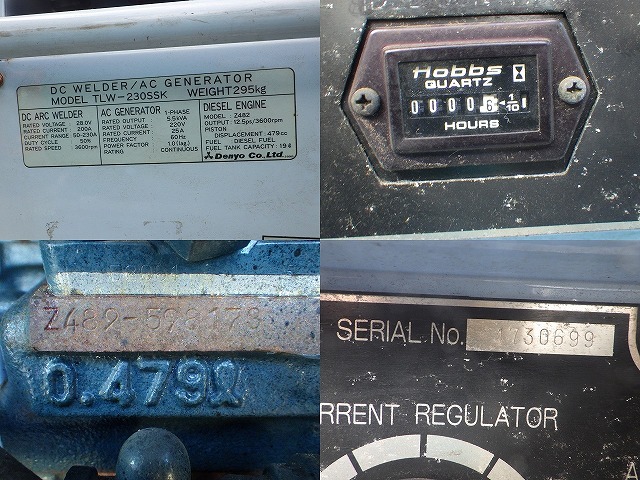 DC WELDER/AC GENERATOR
MODEL TLW-230SSK WEIGHT295kg
DC ARC WELDER
RATED VOLTAGE 28.0V
RATED CURRENT 200A
CURRENT RANGE 50-230A
DUTY CYCLE 50%
RATED SPEED 3600rpm
AC GENERATOR 1-PHASE
RATED OUTPUT 5.5kVA
RATED VOLTAGE 220V
RATED CURRENT 25A
FREQUENCY 60Hz
POWER FACTOR 1.0(lag.)
RATING CONTINUOUS
DIESEL ENGINE
MODEL : Z482
OUTPUT : 12.5ps/3600rpm
PISTON
DISPLACEMENT : 479cc
FUEL : DIESEL FUEL
FUEL TANK CAPACITY : 19ℓ
Denyo Co., Ltd.
Hobbs
QUARTZ
00006 1/10
HOURS
Z482-598179
0.479ℓ
SERIAL No. 1730699
RRENT REGULATOR
A